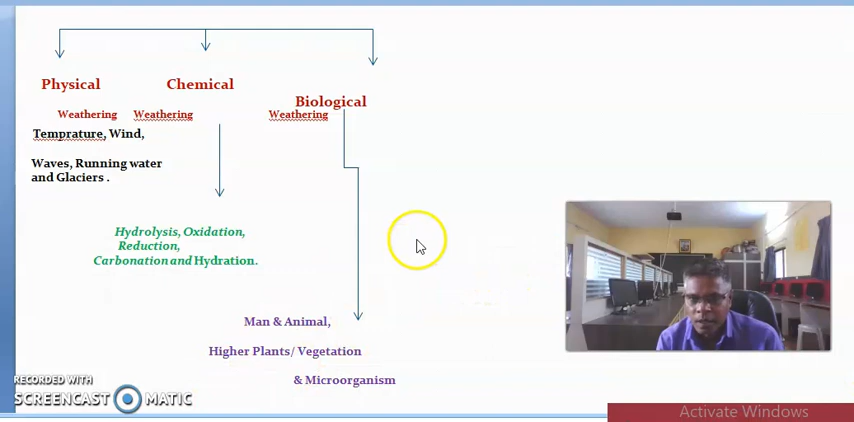 Physical
Weathering
Temprature, Wind,
Waves, Running water
and Glaciers .
Chemical
Weathering
Hydrolysis, Oxidation,
Reduction,
Carbonation and Hydration.
Biological
Weathering
Man & Animal,
Higher Plants/ Vegetation
& Microorganism
RECORDED WITH
SCREENCAST MATIC
Activate Windows